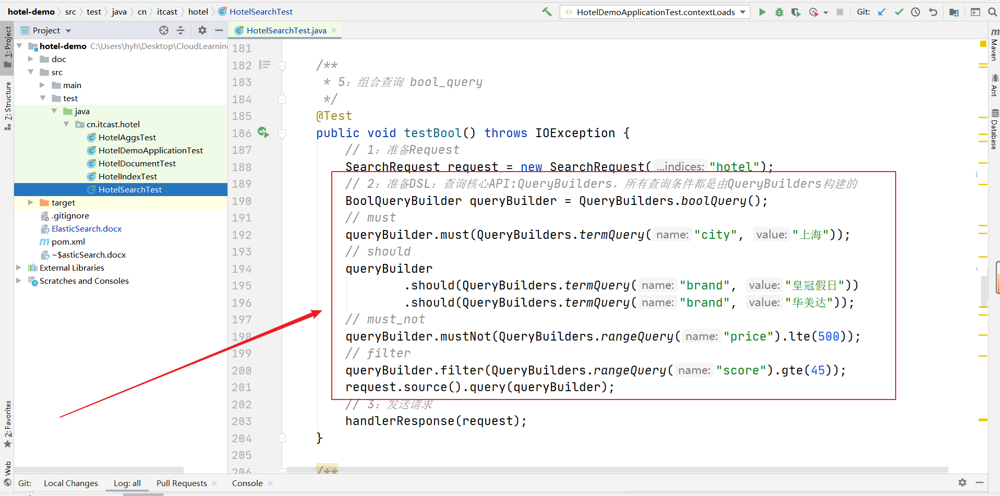 hotel-demo src test java cn itcast hotel HotelSearchTest HotelDemoApplicationTest.contextLoads Git:
Project HotelSearchTest.java
1: Project
7: Structure
2: Favorites
Web
hotel-demo C:\Users\hyh\Desktop\CloudLearning
doc
src
main
test
java
cn.itcast.hotel
HotelAggsTest
HotelDemoApplicationTest
HotelDocumentTest
HotelIndexTest
HotelSearchTest
target
.gitignore
ElasticSearch.docx
pom.xml
~$asticSearch.docx
External Libraries
Scratches and Consoles
181
182 /**
183 * 5：组合查询 bool_query
184 */
185 @Test
186 public void testBool() throws IOException {
187 // 1：准备Request
188 SearchRequest request = new SearchRequest( ...indices: "hotel");
189 // 2：准备DSL：查询核心API:QueryBuilders，所有查询条件都是由QueryBuilders构建的
190 BoolQueryBuilder queryBuilder = QueryBuilders.boolQuery();
191 // must
192 queryBuilder.must(QueryBuilders.termQuery( name: "city", value: "上海"));
193 // should
194 queryBuilder
195 .should(QueryBuilders.termQuery( name: "brand", value: "皇冠假日"))
196 .should(QueryBuilders.termQuery( name: "brand", value: "华美达"));
197 // must_not
198 queryBuilder.mustNot(QueryBuilders.rangeQuery( name: "price").lte(500));
199 // filter
200 queryBuilder.filter(QueryBuilders.rangeQuery( name: "score").gte(45));
201 request.source().query(queryBuilder);
202 // 3：发送请求
203 handlerResponse(request);
204 }
205
206 /**
Maven
Ant
Database
Git: Local Changes Log: all Pull Requests Console